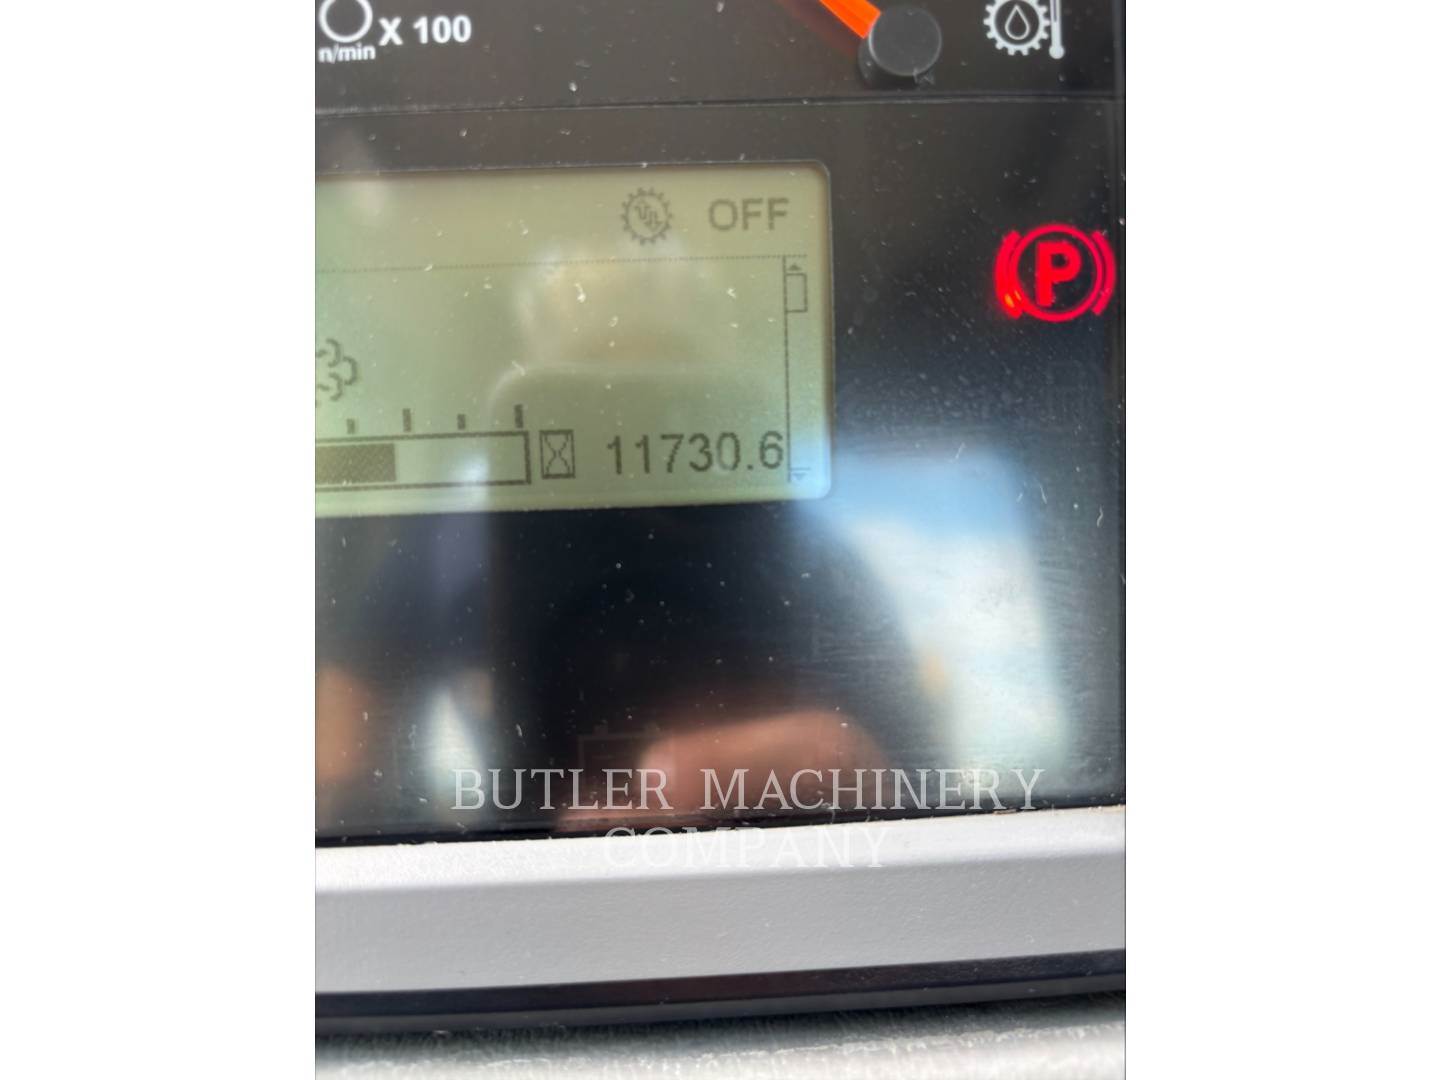 x 100
n/min
OFF
P
11730.6
BUTLER MACHINERY
COMPANY